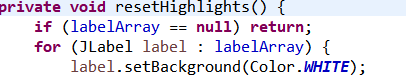 private void resetHighlights() {
if (labelArray == null) return;
for (JLabel label : labelArray) {
label.setBackground(Color.WHITE);